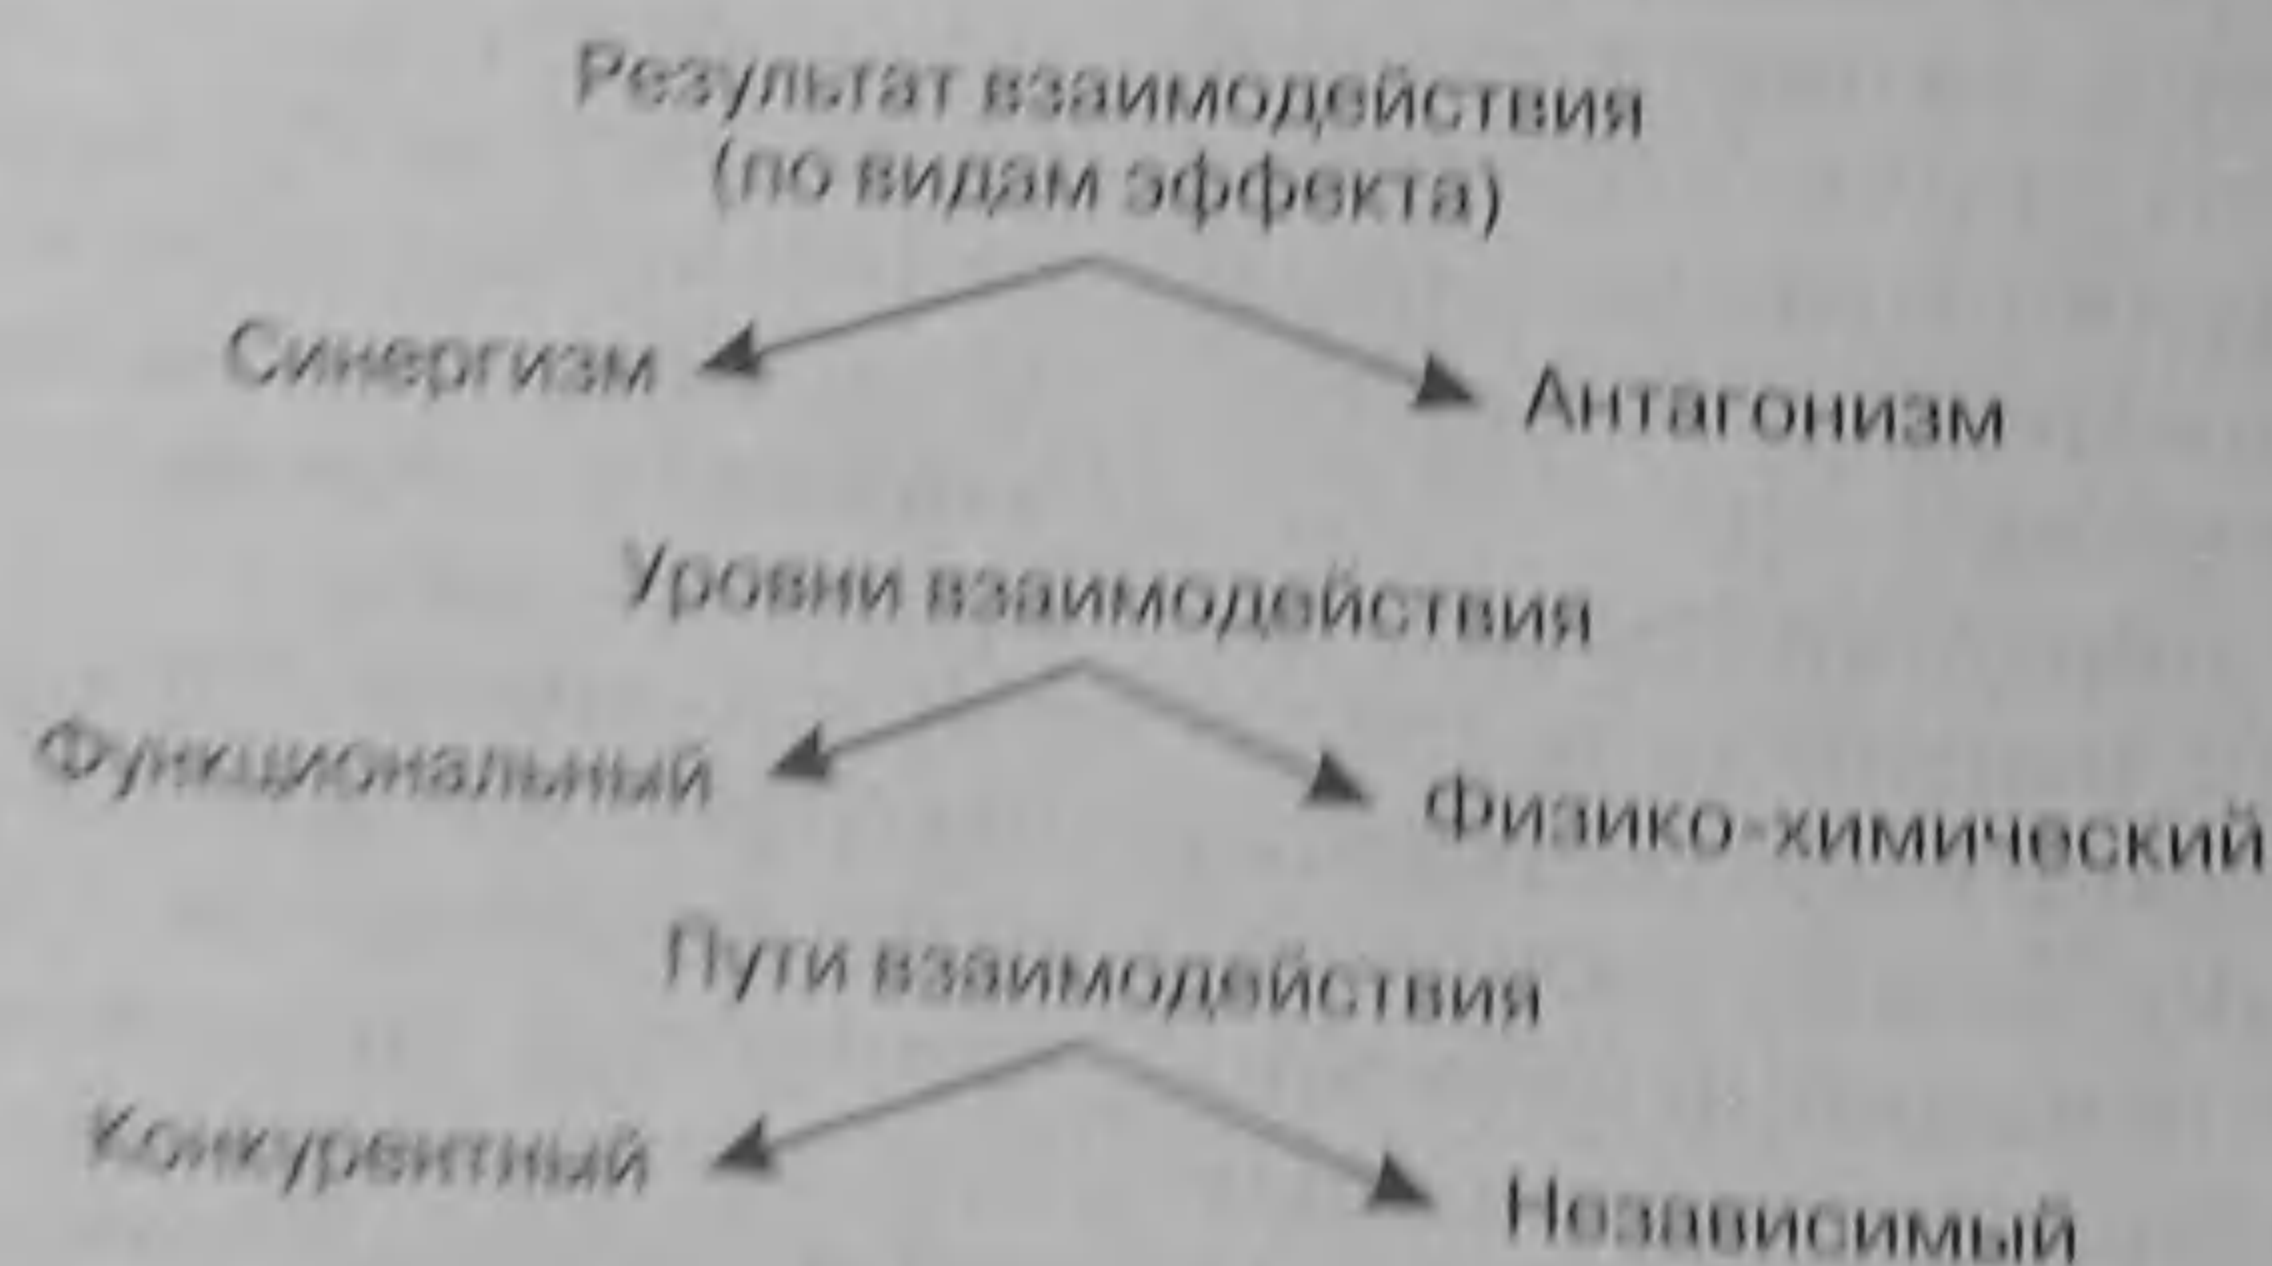 Результат взаимодействия
(по видам эффекта)
Синергизм
Антагонизм
Уровни взаимодействия
Функциональный
Физико-химический
Пути взаимодействия
Конкурентный
Независимый